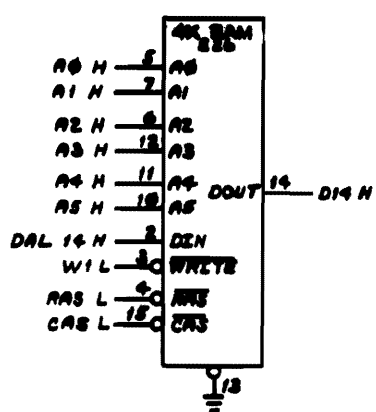 4K RAM
226
A0 H 5 A0
A1 H 7 A1
A2 H 6 A2
A3 H 12 A3
A4 H 11 A4
A5 H 10 A5
DOUT 14 D14 H
DAL 14 H 2 DIN
W1 L 3 WRITE
RAS L 4 RAS
CAS L 15 CAS
13